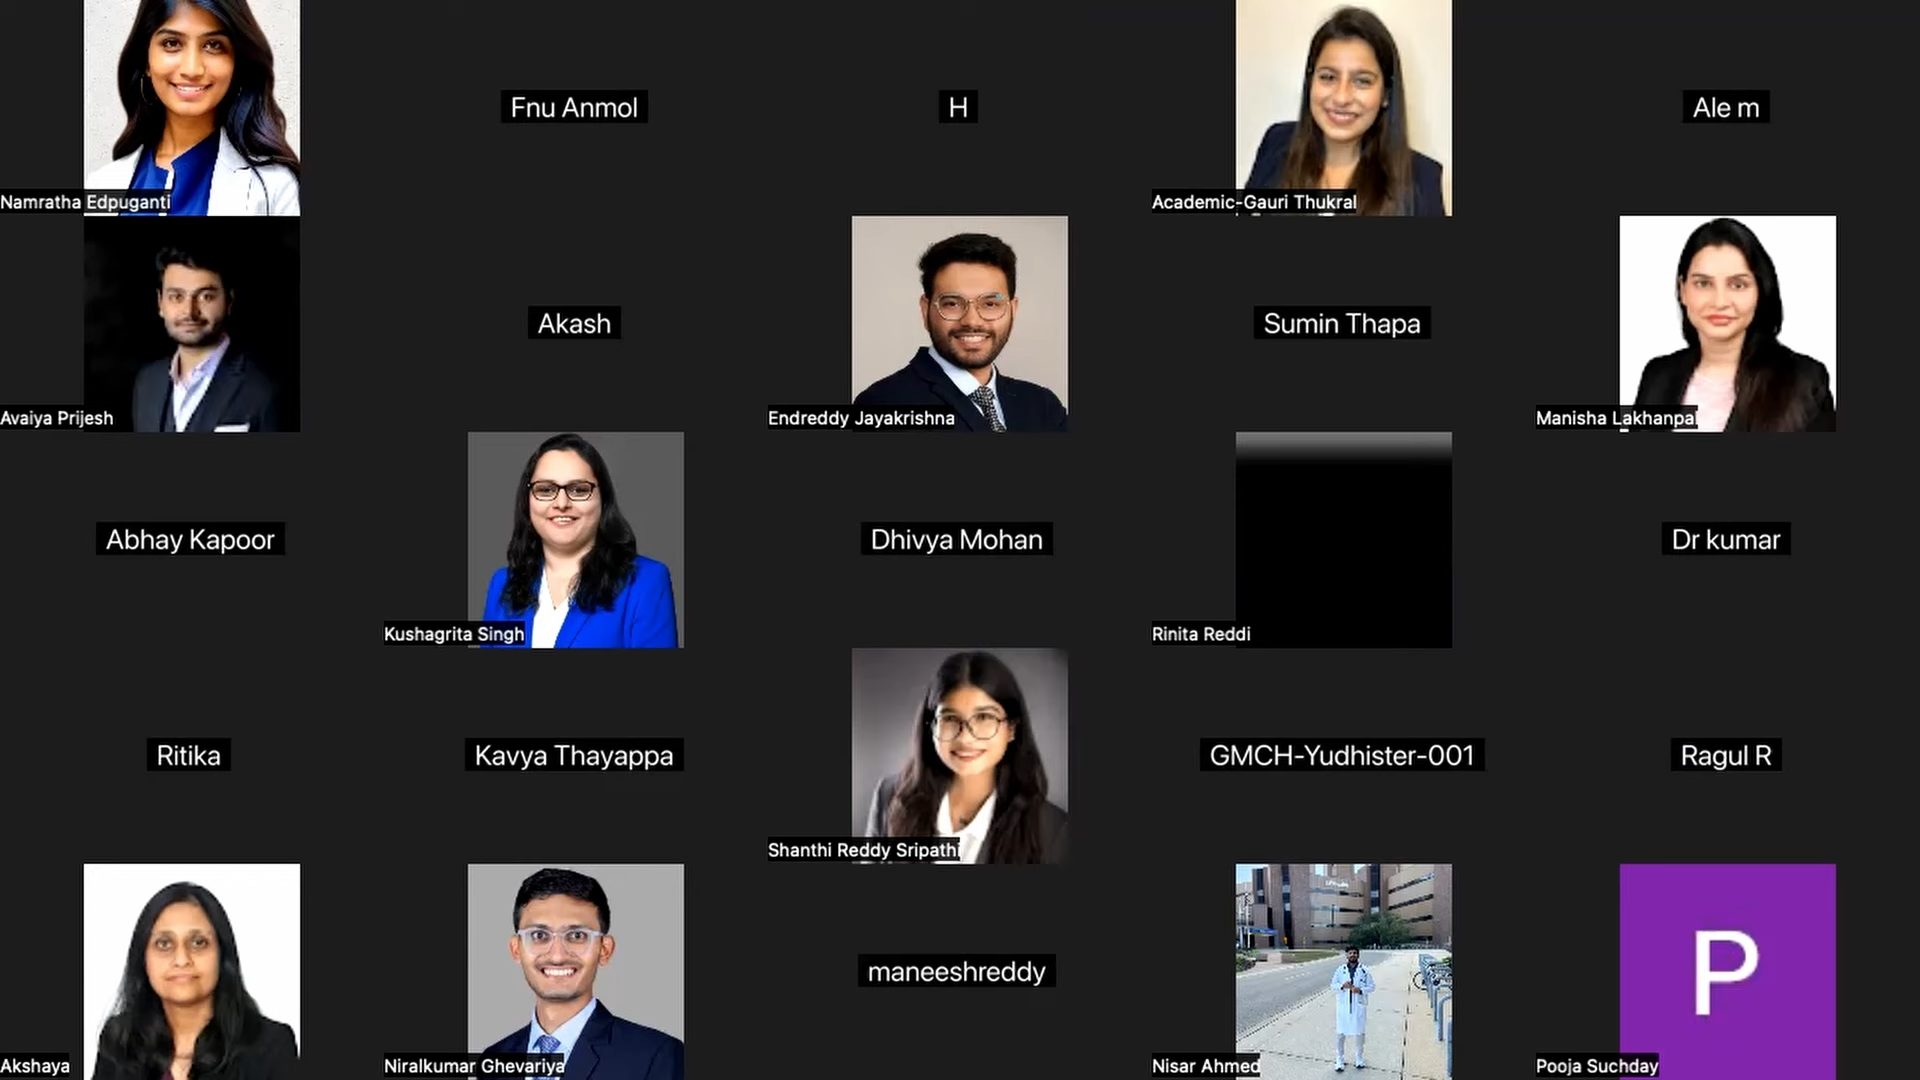 Fnu Anmol
H
Ale m
Namratha Edpuganti
Academic-Gauri Thukral
Akash
Sumin Thapa
Avaiya Prijesh
Endreddy Jayakrishna
Manisha Lakhanpal
Abhay Kapoor
Dhivya Mohan
Dr kumar
Kushagrita Singh
Rinita Reddi
Ritika
Kavya Thayappa
GMCH-Yudhister-001
Ragul R
Shanthi Reddy Sripathi
maneeshreddy
P
Akshaya
Niralkumar Ghevariya
Nisar Ahmed
Pooja Suchday